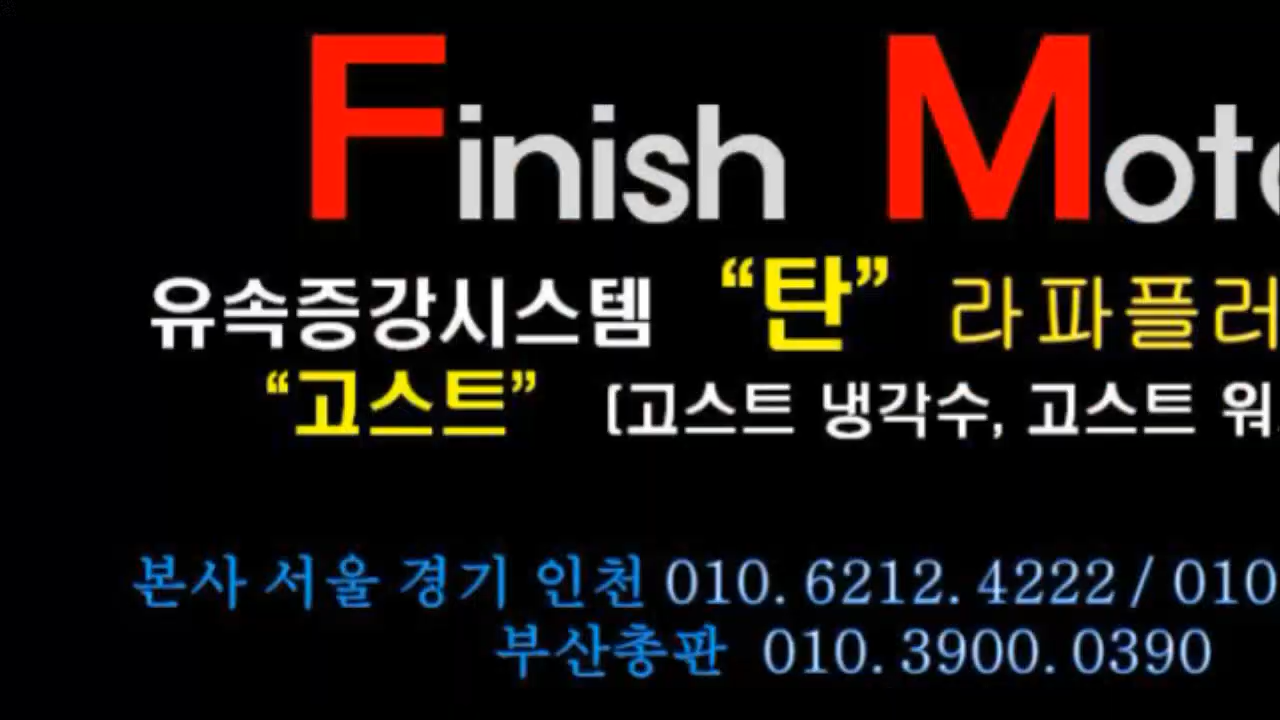 Finish Moto
유속증강시스템 “탄” 라파플러
“고스트” [고스트 냉각수, 고스트 워
본사 서울 경기 인천 010. 6212. 4222 / 010
부산총판 010. 3900. 0390